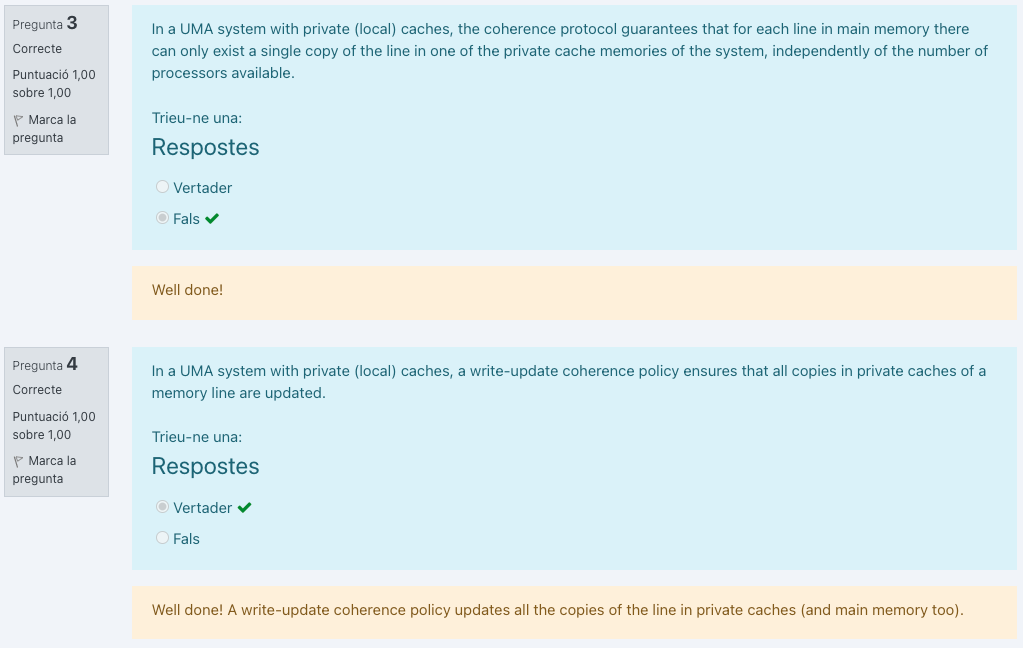 Pregunta 3
Correcte
Puntuació 1,00
sobre 1,00
Marca la
pregunta
In a UMA system with private (local) caches, the coherence protocol guarantees that for each line in main memory there
can only exist a single copy of the line in one of the private cache memories of the system, independently of the number of
processors available.
Trieu-ne una:
Respostes
Vertader
Fals
Well done!
Pregunta 4
Correcte
Puntuació 1,00
sobre 1,00
Marca la
pregunta
In a UMA system with private (local) caches, a write-update coherence policy ensures that all copies in private caches of a
memory line are updated.
Trieu-ne una:
Respostes
Vertader
Fals
Well done! A write-update coherence policy updates all the copies of the line in private caches (and main memory too).